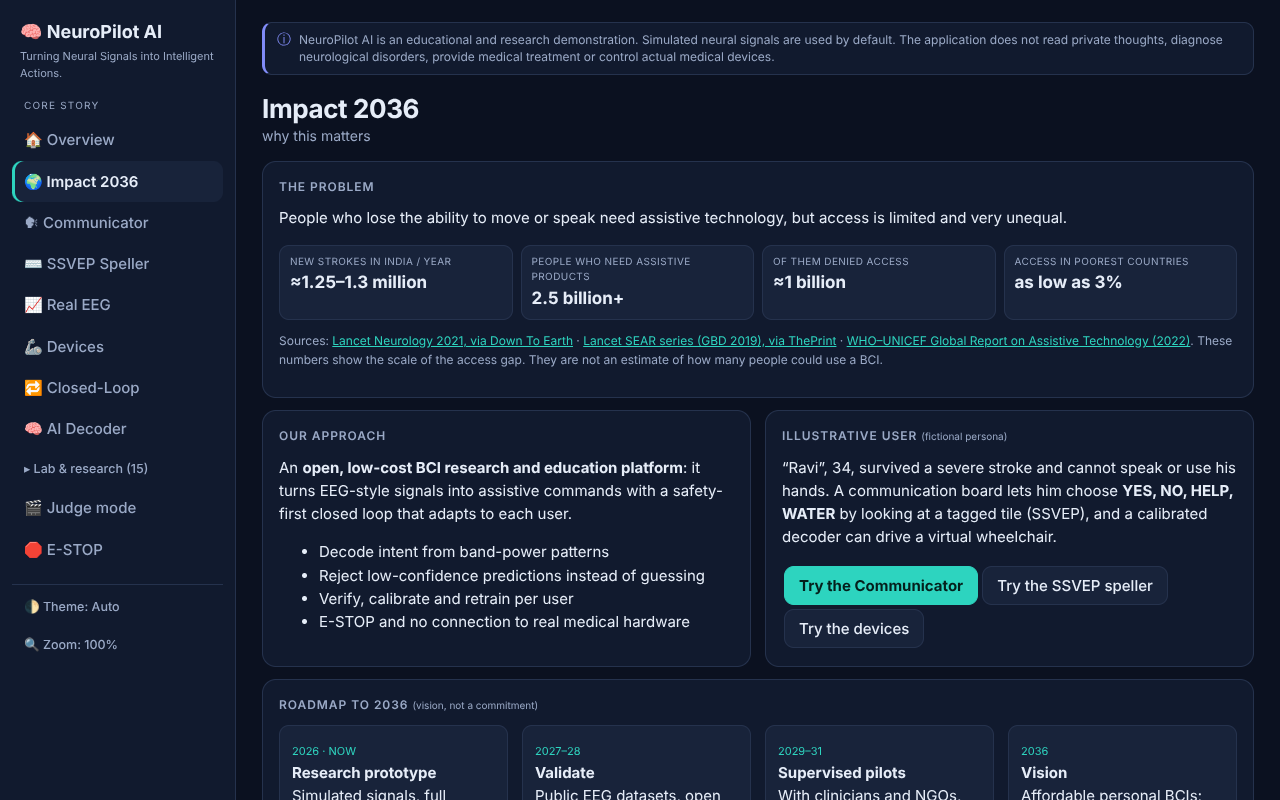 🧠 NeuroPilot AI
Turning Neural Signals into Intelligent
Actions.
CORE STORY
🏠 Overview
🌍 Impact 2036
🗣 Communicator
⌨️ SSVEP Speller
📈 Real EEG
🦾 Devices
🔁 Closed-Loop
🧠 AI Decoder
▸ Lab & research (15)
🎬 Judge mode
🛑 E-STOP
🌗 Theme: Auto
🔍 Zoom: 100%
ⓘ NeuroPilot AI is an educational and research demonstration. Simulated neural signals are used by default. The application does not read private thoughts, diagnose
neurological disorders, provide medical treatment or control actual medical devices.
Impact 2036
why this matters
THE PROBLEM
People who lose the ability to move or speak need assistive technology, but access is limited and very unequal.
NEW STROKES IN INDIA / YEAR
≈1.25–1.3 million
PEOPLE WHO NEED ASSISTIVE
PRODUCTS
2.5 billion+
OF THEM DENIED ACCESS
≈1 billion
ACCESS IN POOREST COUNTRIES
as low as 3%
Sources: Lancet Neurology 2021, via Down To Earth · Lancet SEAR series (GBD 2019), via ThePrint · WHO–UNICEF Global Report on Assistive Technology (2022). These
numbers show the scale of the access gap. They are not an estimate of how many people could use a BCI.
OUR APPROACH
An open, low-cost BCI research and education platform: it
turns EEG-style signals into assistive commands with a safety-
first closed loop that adapts to each user.
• Decode intent from band-power patterns
• Reject low-confidence predictions instead of guessing
• Verify, calibrate and retrain per user
• E-STOP and no connection to real medical hardware
ILLUSTRATIVE USER (fictional persona)
“Ravi”, 34, survived a severe stroke and cannot speak or use his
hands. A communication board lets him choose YES, NO, HELP,
WATER by looking at a tagged tile (SSVEP), and a calibrated
decoder can drive a virtual wheelchair.
Try the Communicator
Try the SSVEP speller
Try the devices
ROADMAP TO 2036 (vision, not a commitment)
2026 · NOW
Research prototype
Simulated signals, full
2027–28
Validate
Public EEG datasets, open
2029–31
Supervised pilots
With clinicians and NGOs,
2036
Vision
Affordable personal BCIs: